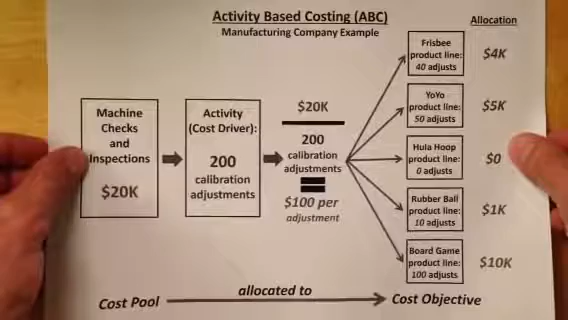 Activity Based Costing (ABC)
Manufacturing Company Example
Allocation
Machine
Checks
and
Inspections
$20K
Activity
(Cost Driver):
200
calibration
adjustments
$20K
200
calibration
adjustments
=
$100 per
adjustment
Frisbee
product line:
40 adjusts
$4K
YoYo
product line:
50 adjusts
$5K
Hula Hoop
product line:
0 adjusts
$0
Rubber Ball
product line:
10 adjusts
$1K
Board Game
product line:
100 adjusts
$10K
Cost Pool
allocated to
Cost Objective